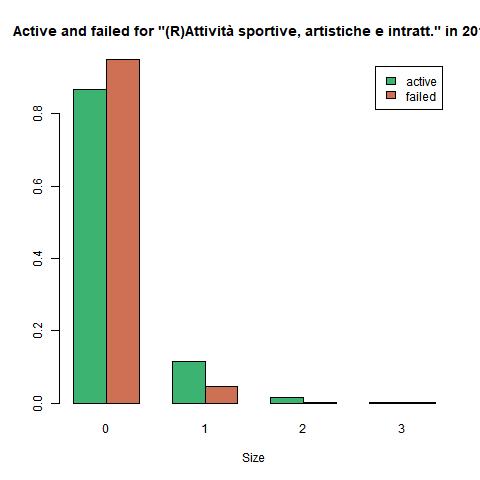 Active and failed for "(R)Attività sportive, artistiche e intratt." in 201
active
failed
0.8
0.6
0.4
0.2
0.0
0
1
2
3
Size